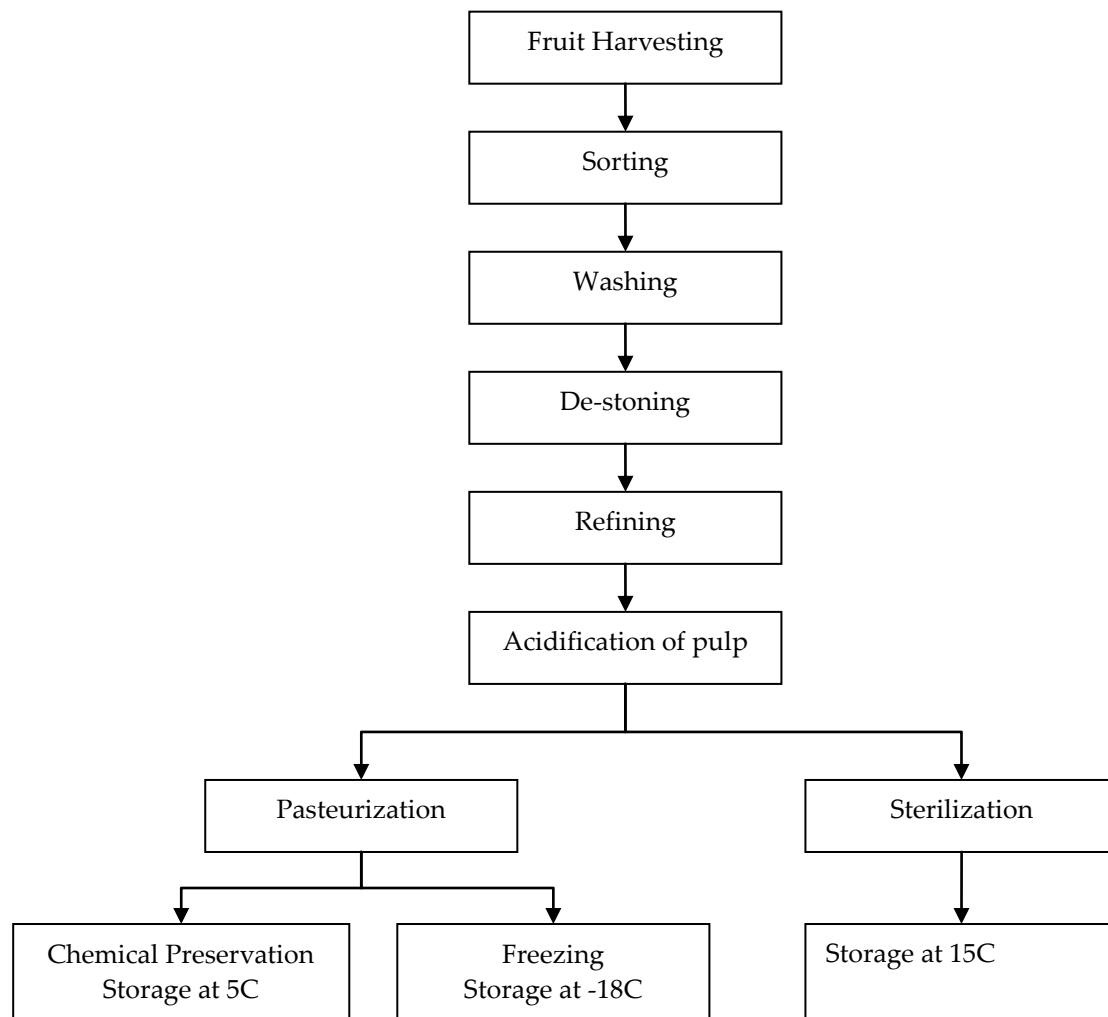 Fruit Harvesting
Sorting
Washing
De-stoning
Refining
Acidification of pulp
Pasteurization
Sterilization
Chemical Preservation
Storage at 5C
Freezing
Storage at -18C
Storage at 15C